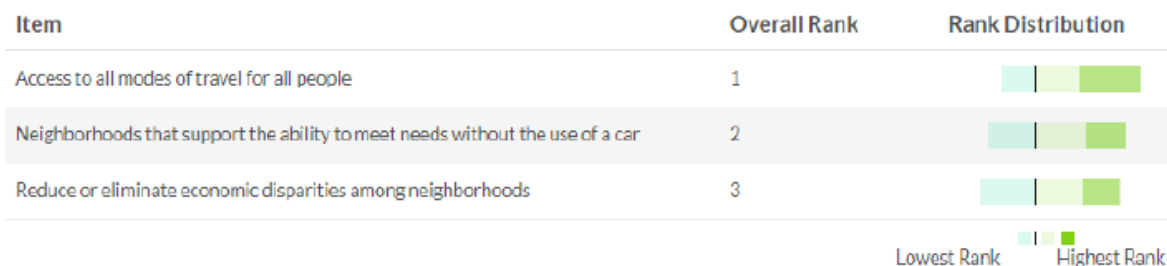 Item Overall Rank Rank Distribution
Access to all modes of travel for all people 1
Neighborhoods that support the ability to meet needs without the use of a car 2
Reduce or eliminate economic disparities among neighborhoods 3
Lowest Rank Highest Rank